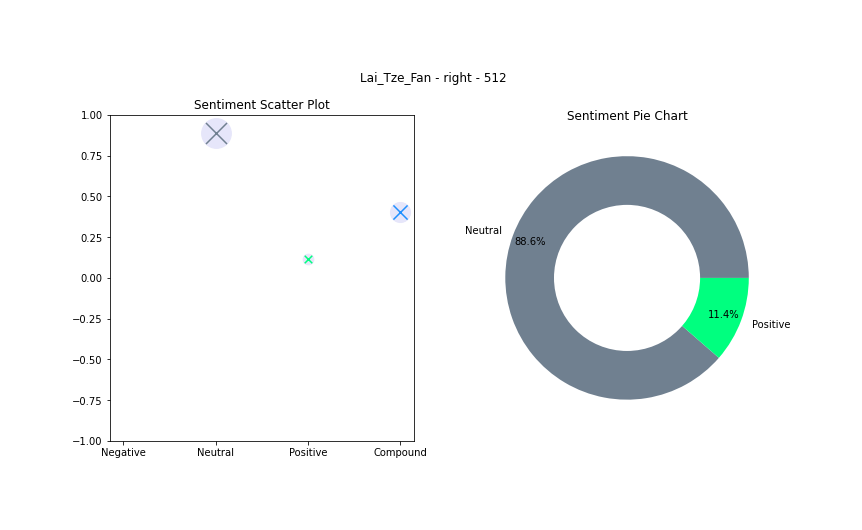 Lai_Tze_Fan - right - 512
Sentiment Scatter Plot
1.00
0.75
0.50
0.25
0.00
−0.25
−0.50
−0.75
−1.00
Negative Neutral Positive Compound
Sentiment Pie Chart
Neutral
88.6%
11.4%
Positive